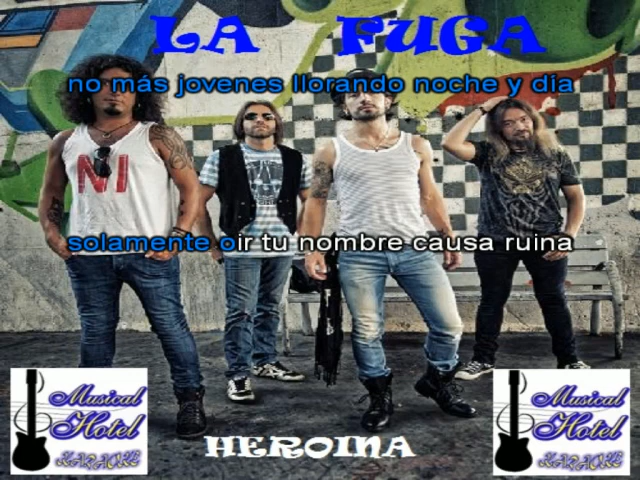 LA FUGA
no más jovenes llorando noche y día
NI
solamente oir tu nombre causa ruina
Musical
Hotel
KARAOKE
Musical
Hotel
KARAOKE
HEROINA